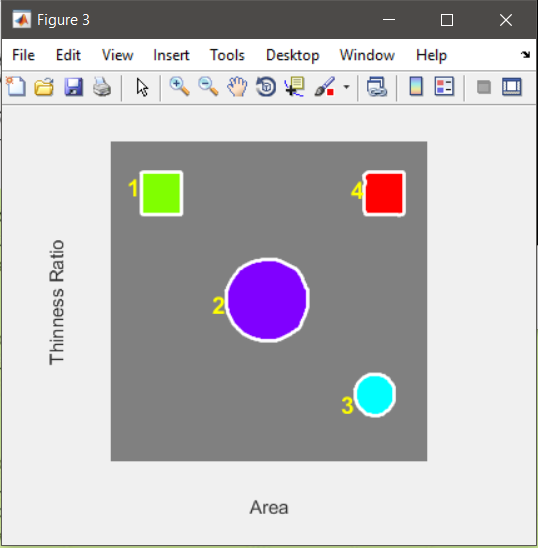 Figure 3
File Edit View Insert Tools Desktop Window Help
1
4
2
3
Thinness Ratio
Area